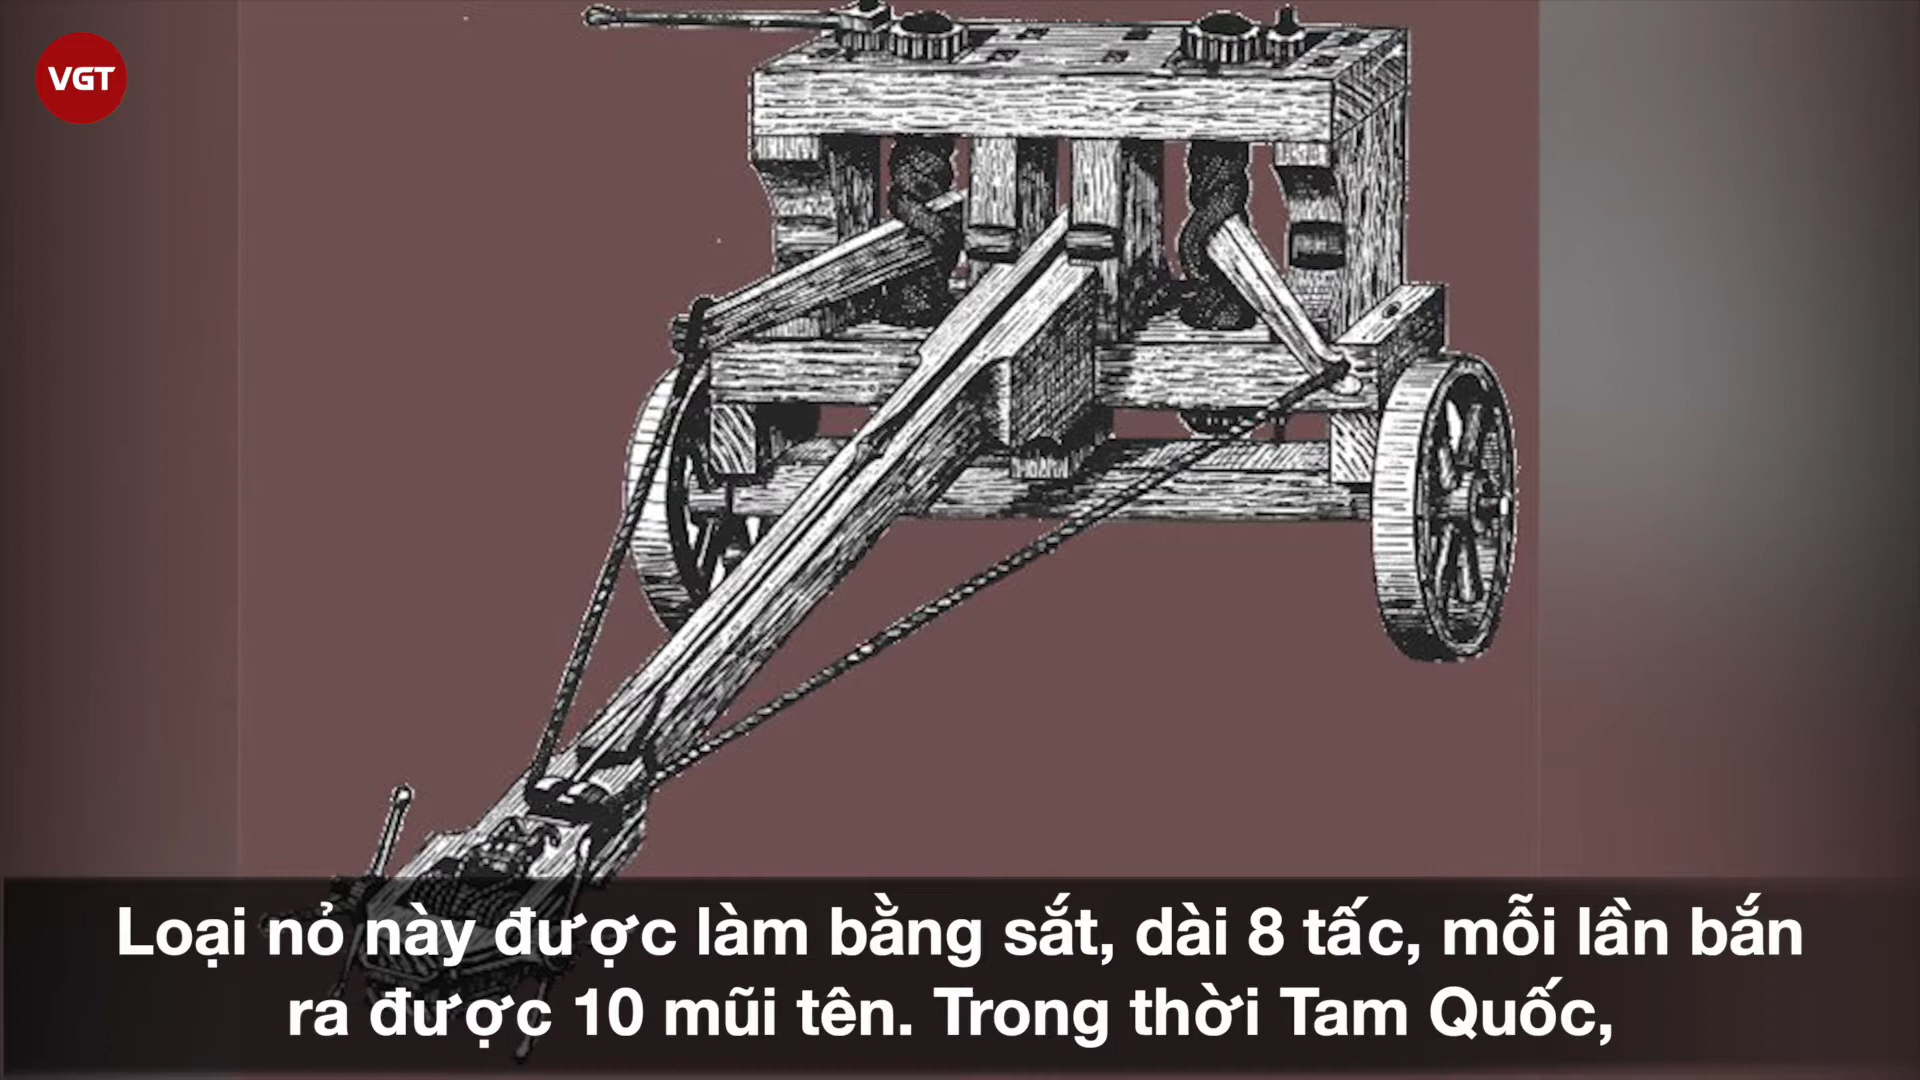 VGT
Loại nỏ này được làm bằng sắt, dài 8 tấc, mỗi lần bắn
ra được 10 mũi tên. Trong thời Tam Quốc,